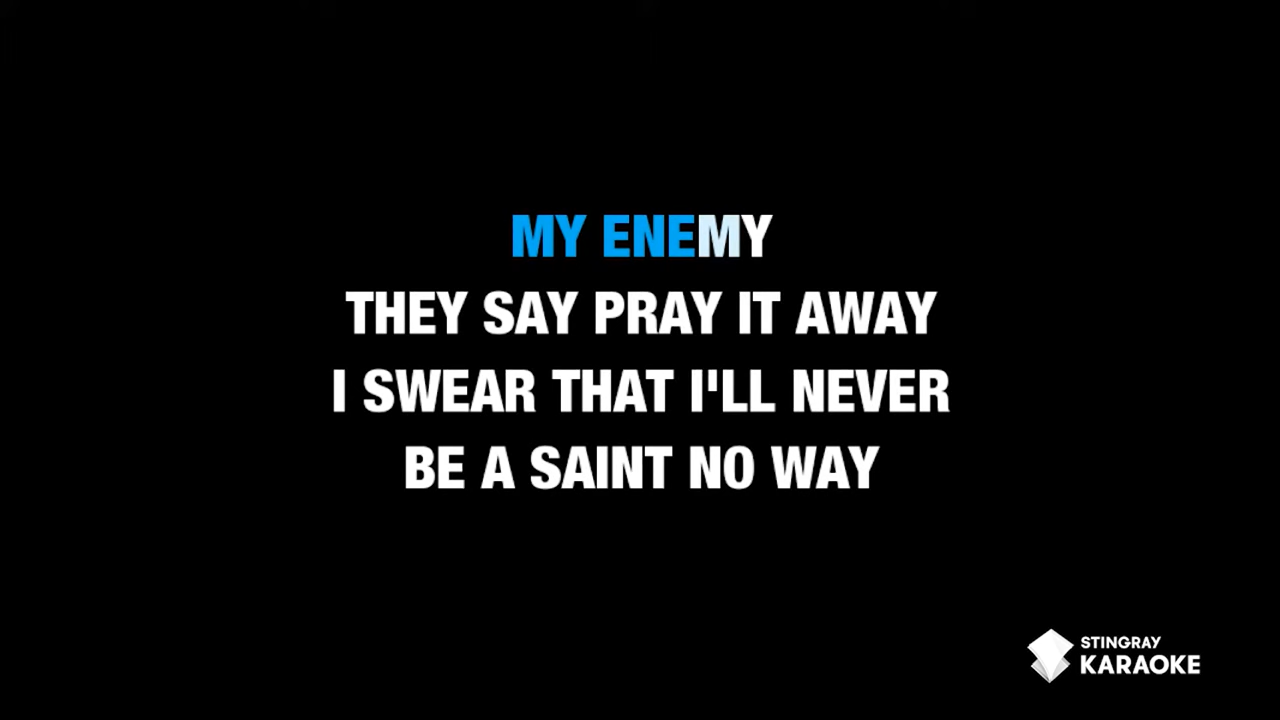 MY ENEMY
THEY SAY PRAY IT AWAY
I SWEAR THAT I'LL NEVER
BE A SAINT NO WAY
STINGRAY
KARAOKE